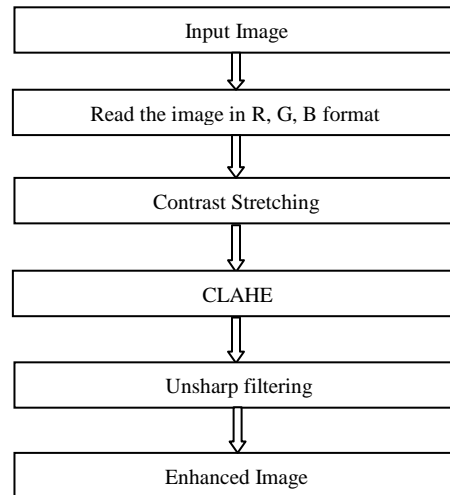 Input Image
Read the image in R, G, B format
Contrast Stretching
CLAHE
Unsharp filtering
Enhanced Image